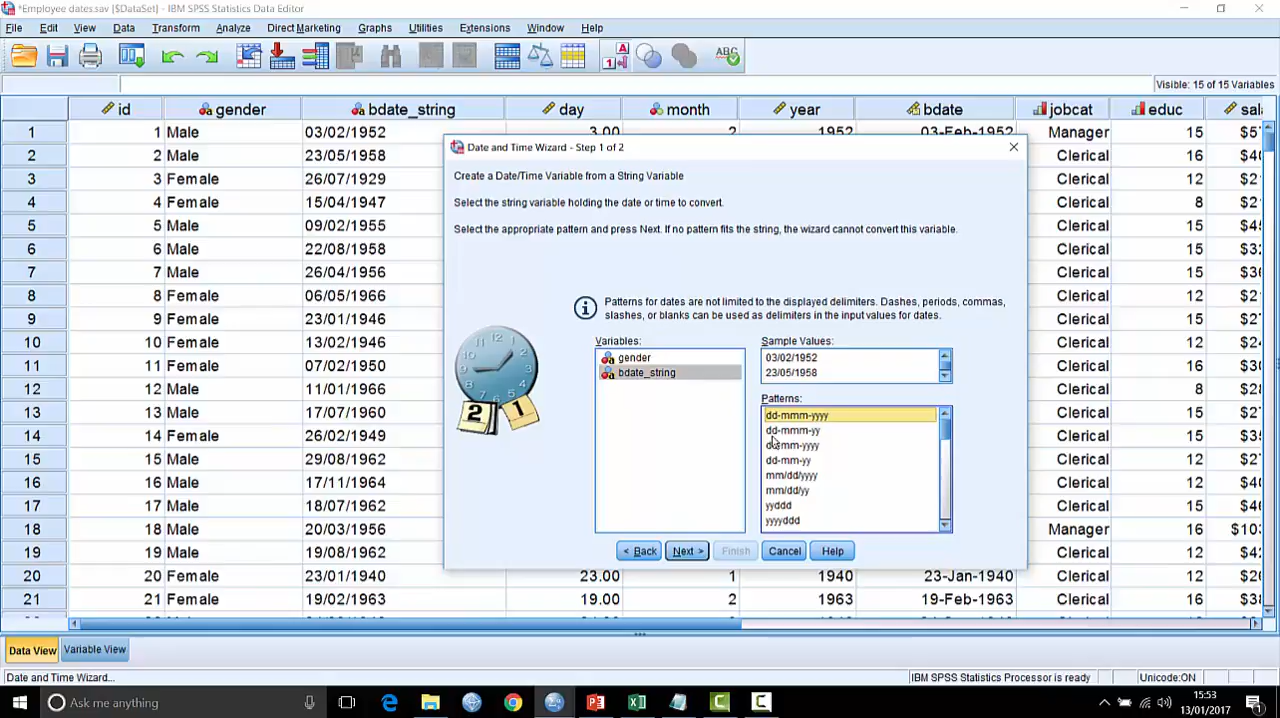 *Employee dates.sav [$DataSet] - IBM SPSS Statistics Data Editor
File Edit View Data Transform Analyze Direct Marketing Graphs Utilities Extensions Window Help
Visible: 15 of 15 Variables
id gender bdate_string day month year bdate jobcat educ sal
1 1 Male 03/02/1952 3.00 2 1952 03-Feb-1952 Manager 15
2 2 Male 23/05/1958 Clerical 16
3 3 Female 26/07/1929 Clerical 12
4 4 Female 15/04/1947 Clerical 8
5 5 Male 09/02/1955 Clerical 15
6 6 Male 22/08/1958 Clerical 15
7 7 Male 26/04/1956 Clerical 15
8 8 Female 06/05/1966 Clerical 12
9 9 Female 23/01/1946 Clerical 15
10 10 Female 13/02/1946 Clerical 12
11 11 Female 07/02/1950 Clerical 16
12 12 Male 11/01/1966 Clerical 8
13 13 Male 17/07/1960 Clerical 15
14 14 Female 26/02/1949 Clerical 15
15 15 Male 29/08/1962 Clerical 12
16 16 Male 17/11/1964 Clerical 12
17 17 Male 18/07/1962 Clerical 15
18 18 Male 20/03/1956 Manager 16
19 19 Male 19/08/1962 Clerical 12
20 20 Female 23/01/1940 23.00 1 1940 23-Jan-1940 Clerical 12
21 21 Female 19/02/1963 19.00 2 1963 19-Feb-1963 Clerical 16
Date and Time Wizard - Step 1 of 2
Create a Date/Time Variable from a String Variable
Select the string variable holding the date or time to convert.
Select the appropriate pattern and press Next. If no pattern fits the string, the wizard cannot convert this variable.
Patterns for dates are not limited to the displayed delimiters. Dashes, periods, commas,
slashes, or blanks can be used as delimiters in the input values for dates.
Variables:
gender
bdate_string
Sample Values:
03/02/1952
23/05/1958
Patterns:
dd-mmm-yyyy
dd-mmm-yy
dd-mm-yyyy
dd-mm-yy
mm/dd/yyyy
mm/dd/yy
yyddd
yyyyddd
< Back Next > Finish Cancel Help
Data View Variable View
Date and Time Wizard... IBM SPSS Statistics Processor is ready Unicode:ON
Ask me anything
15:53
13/01/2017